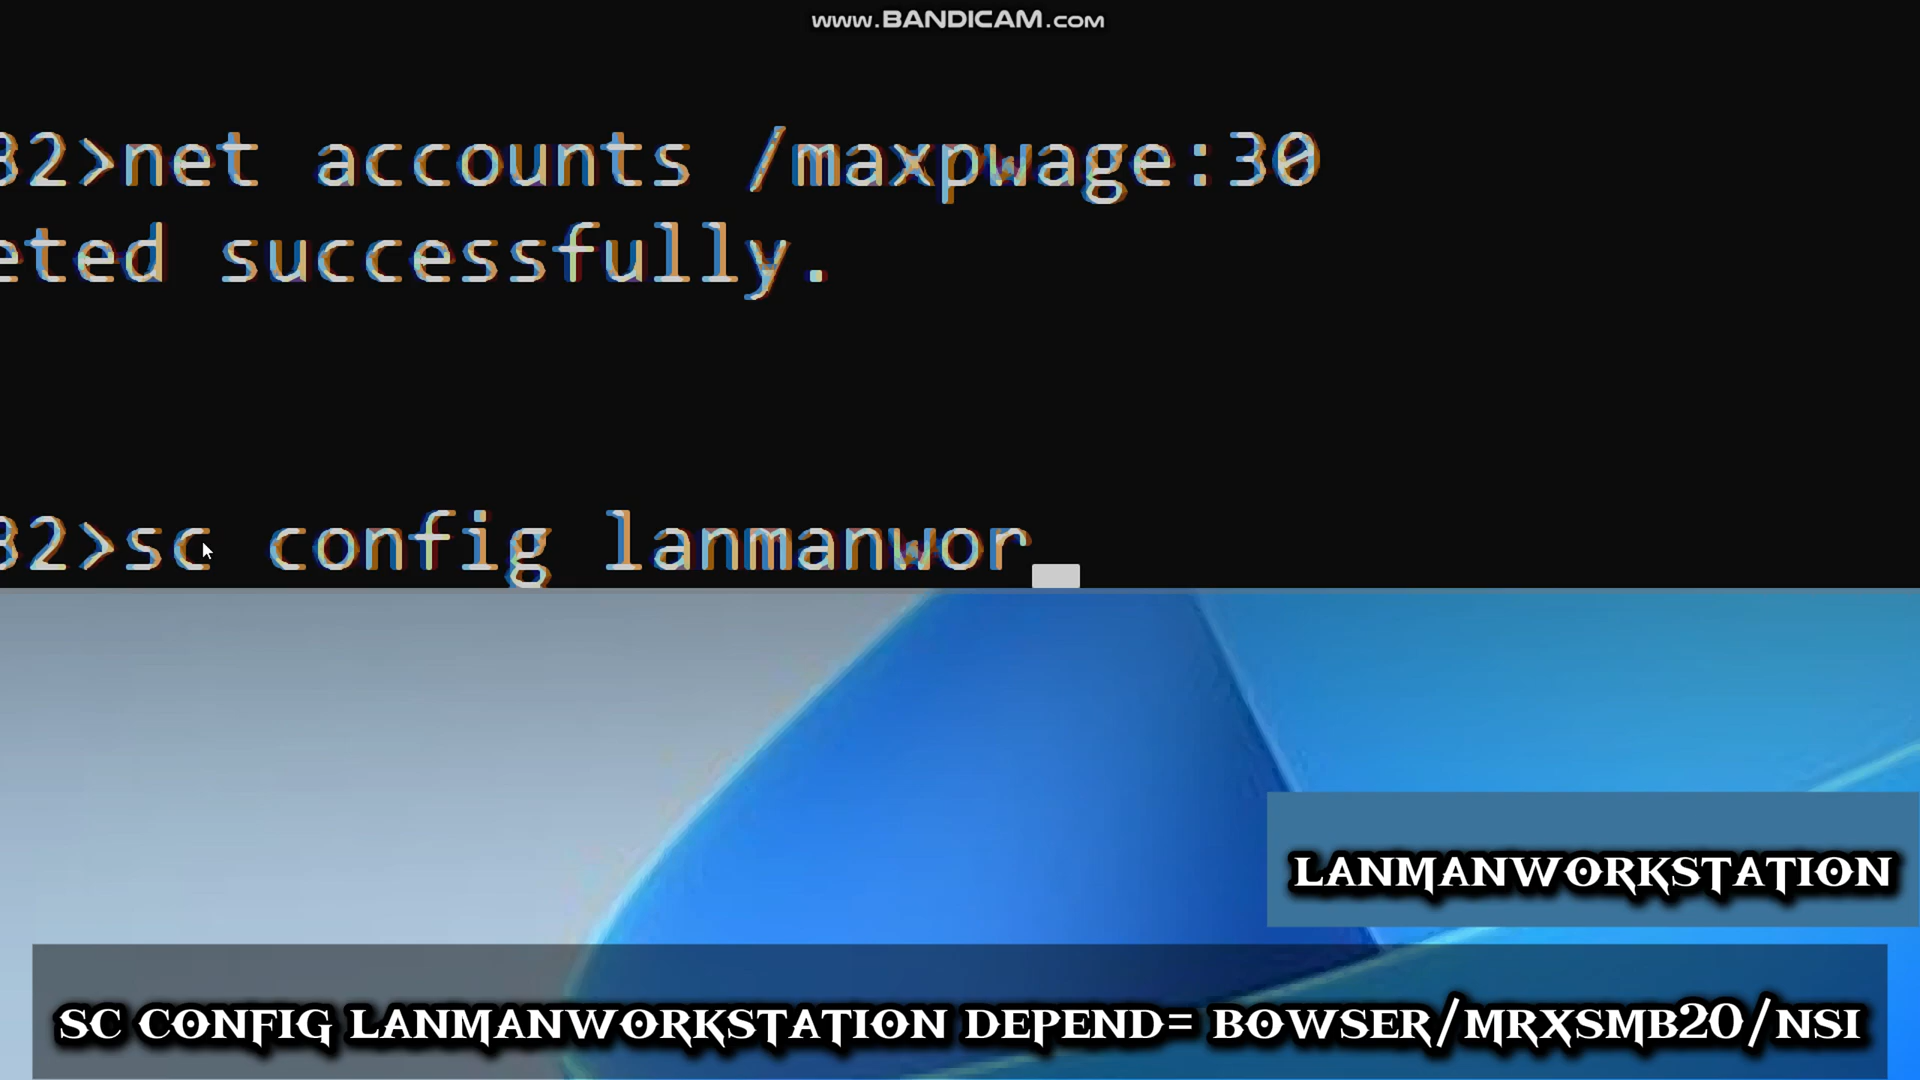 www.BANDICAM.com
32>net accounts /maxpwage:30
eted successfully.
32>sc config lanmanwor
LANMANWORKSTATION
SC CONFIG LANMANWORKSTATION DEPEND= BOWSER/MRXSMB20/NSI